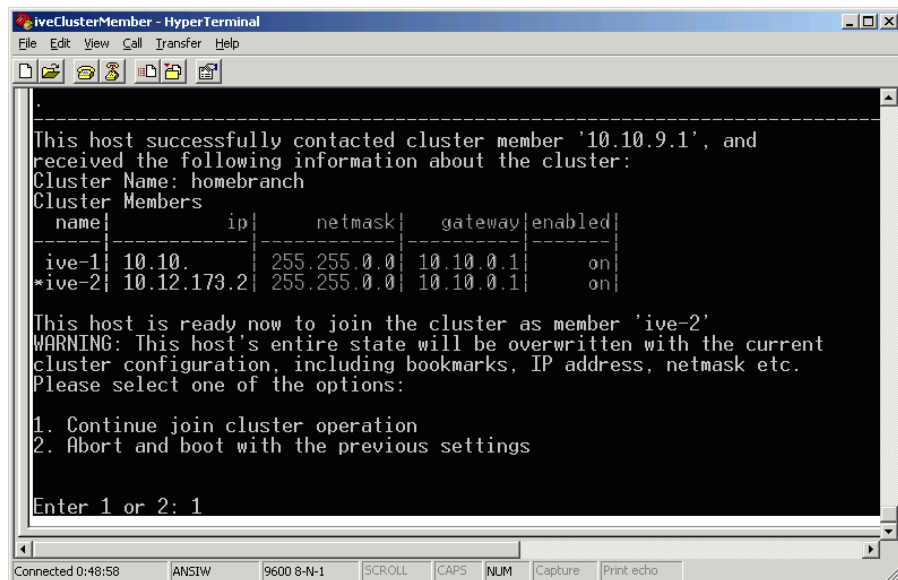 iveClusterMember - HyperTerminal
File Edit View Call Transfer Help
.
--------------------------------------------------------------------------------
This host successfully contacted cluster member '10.10.9.1', and
received the following information about the cluster:
Cluster Name: homebranch
Cluster Members
name| ip| netmask| gateway|enabled|
------|------------|------------|----------|-------|
ive-1| 10.10. | 255.255.0.0| 10.10.0.1| on|
*ive-2| 10.12.173.2| 255.255.0.0| 10.10.0.1| on|
This host is ready now to join the cluster as member 'ive-2'
WARNING: This host's entire state will be overwritten with the current
cluster configuration, including bookmarks, IP address, netmask etc.
Please select one of the options:
1. Continue join cluster operation
2. Abort and boot with the previous settings
Enter 1 or 2: 1
Connected 0:48:58 ANSIW 9600 8-N-1 SCROLL CAPS NUM Capture Print echo